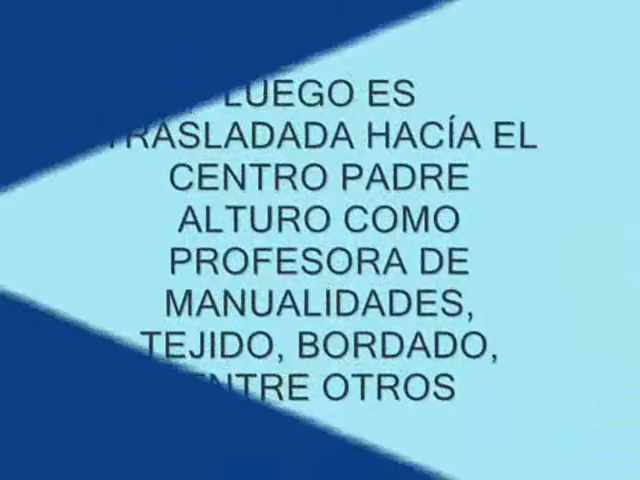 LUEGO ES
TRASLADADA HACÍA EL
CENTRO PADRE
ALTURO COMO
PROFESORA DE
MANUALIDADES,
TEJIDO, BORDADO,
ENTRE OTROS